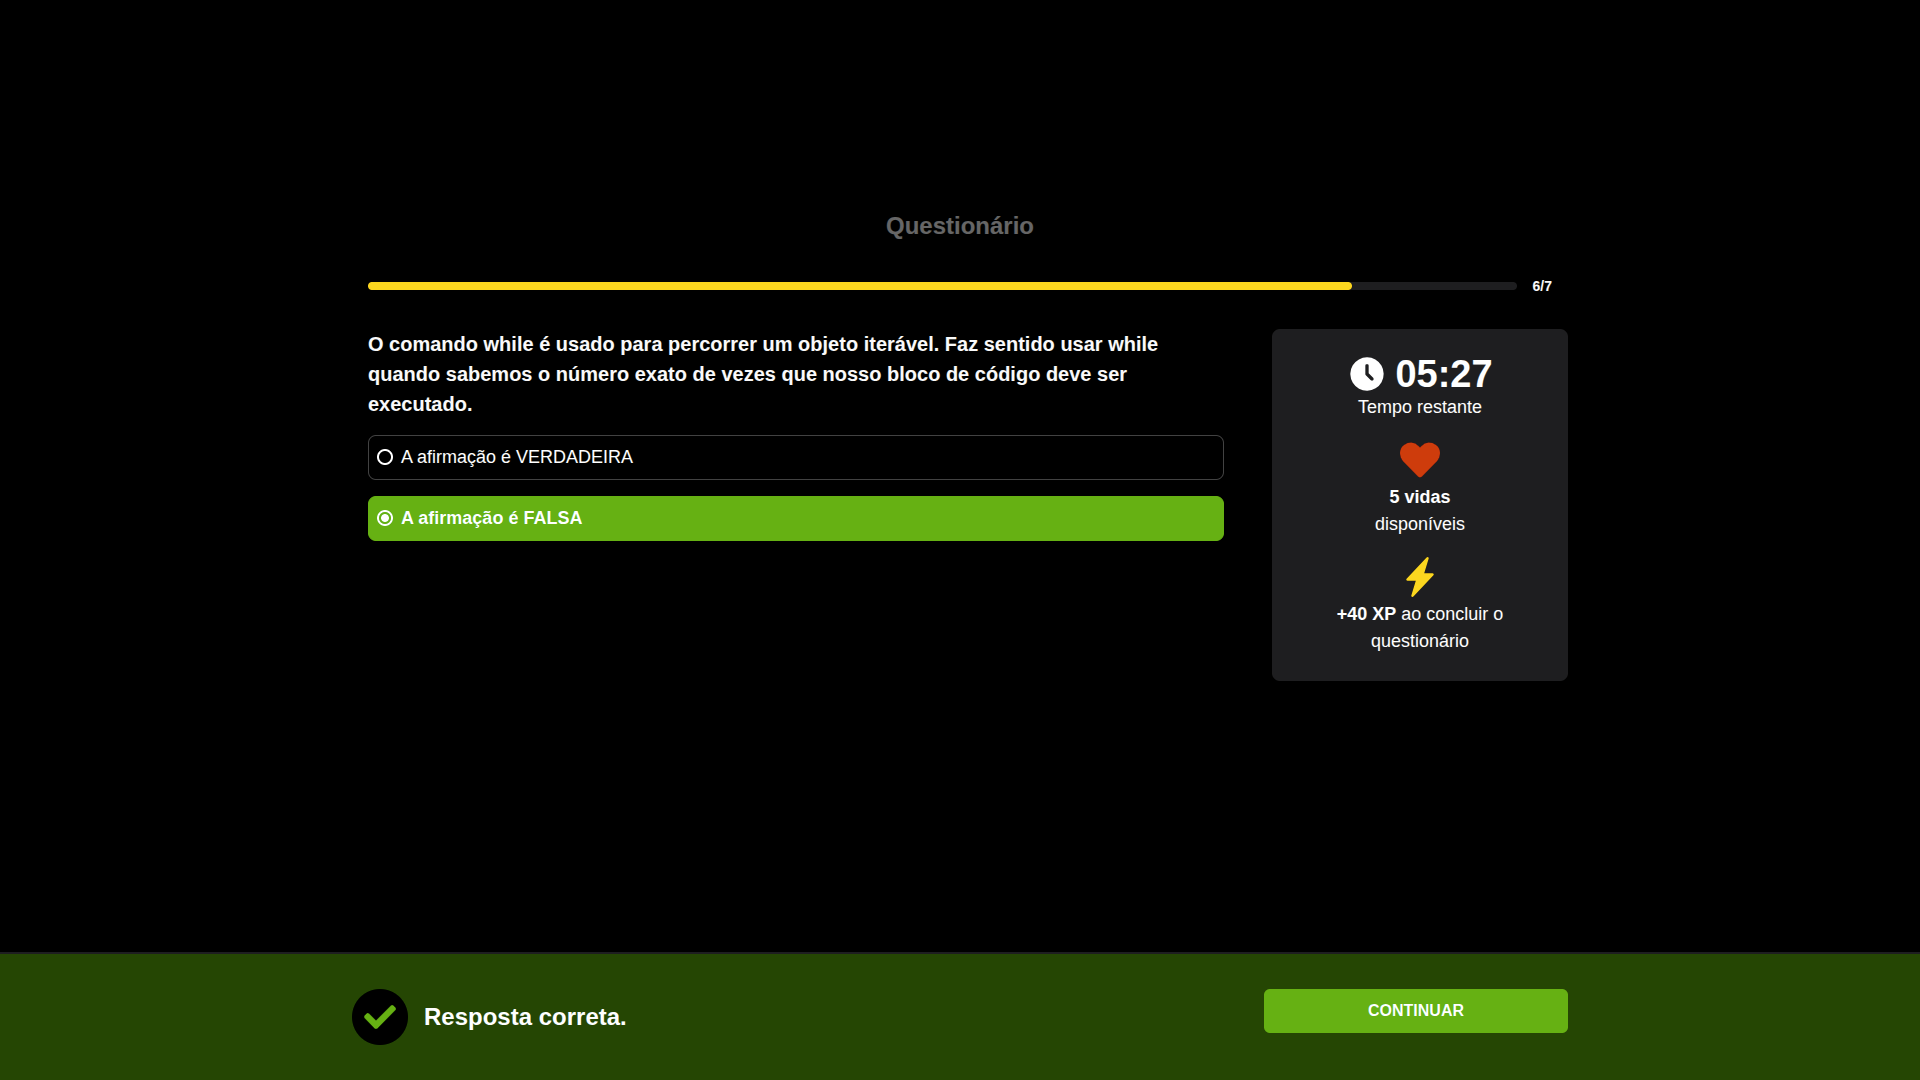 Questionário
6/7
O comando while é usado para percorrer um objeto iterável. Faz sentido usar while
quando sabemos o número exato de vezes que nosso bloco de código deve ser
executado.
A afirmação é VERDADEIRA
A afirmação é FALSA
05:27
Tempo restante
5 vidas
disponíveis
+40 XP ao concluir o
questionário
Resposta correta.
CONTINUAR